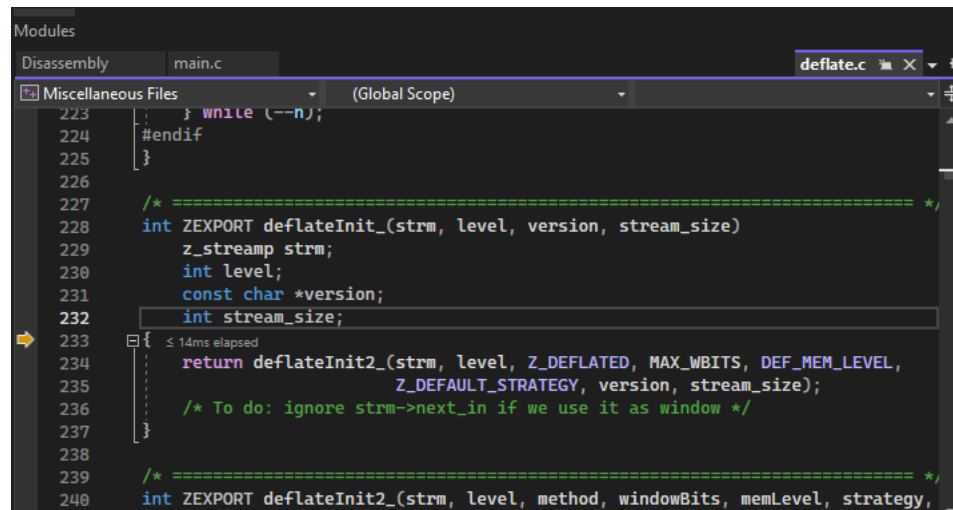 Modules
Disassembly main.c deflate.c
Miscellaneous Files (Global Scope)
223 } while (--n);
224 #endif
225 }
226
227 /* ========================================================================= */
228 int ZEXPORT deflateInit_(strm, level, version, stream_size)
229 z_streamp strm;
230 int level;
231 const char *version;
232 int stream_size;
233 { ≤ 14ms elapsed
234 return deflateInit2_(strm, level, Z_DEFLATED, MAX_WBITS, DEF_MEM_LEVEL,
235 Z_DEFAULT_STRATEGY, version, stream_size);
236 /* To do: ignore strm->next_in if we use it as window */
237 }
238
239 /* ========================================================================= */
240 int ZEXPORT deflateInit2_(strm, level, method, windowBits, memLevel, strategy,